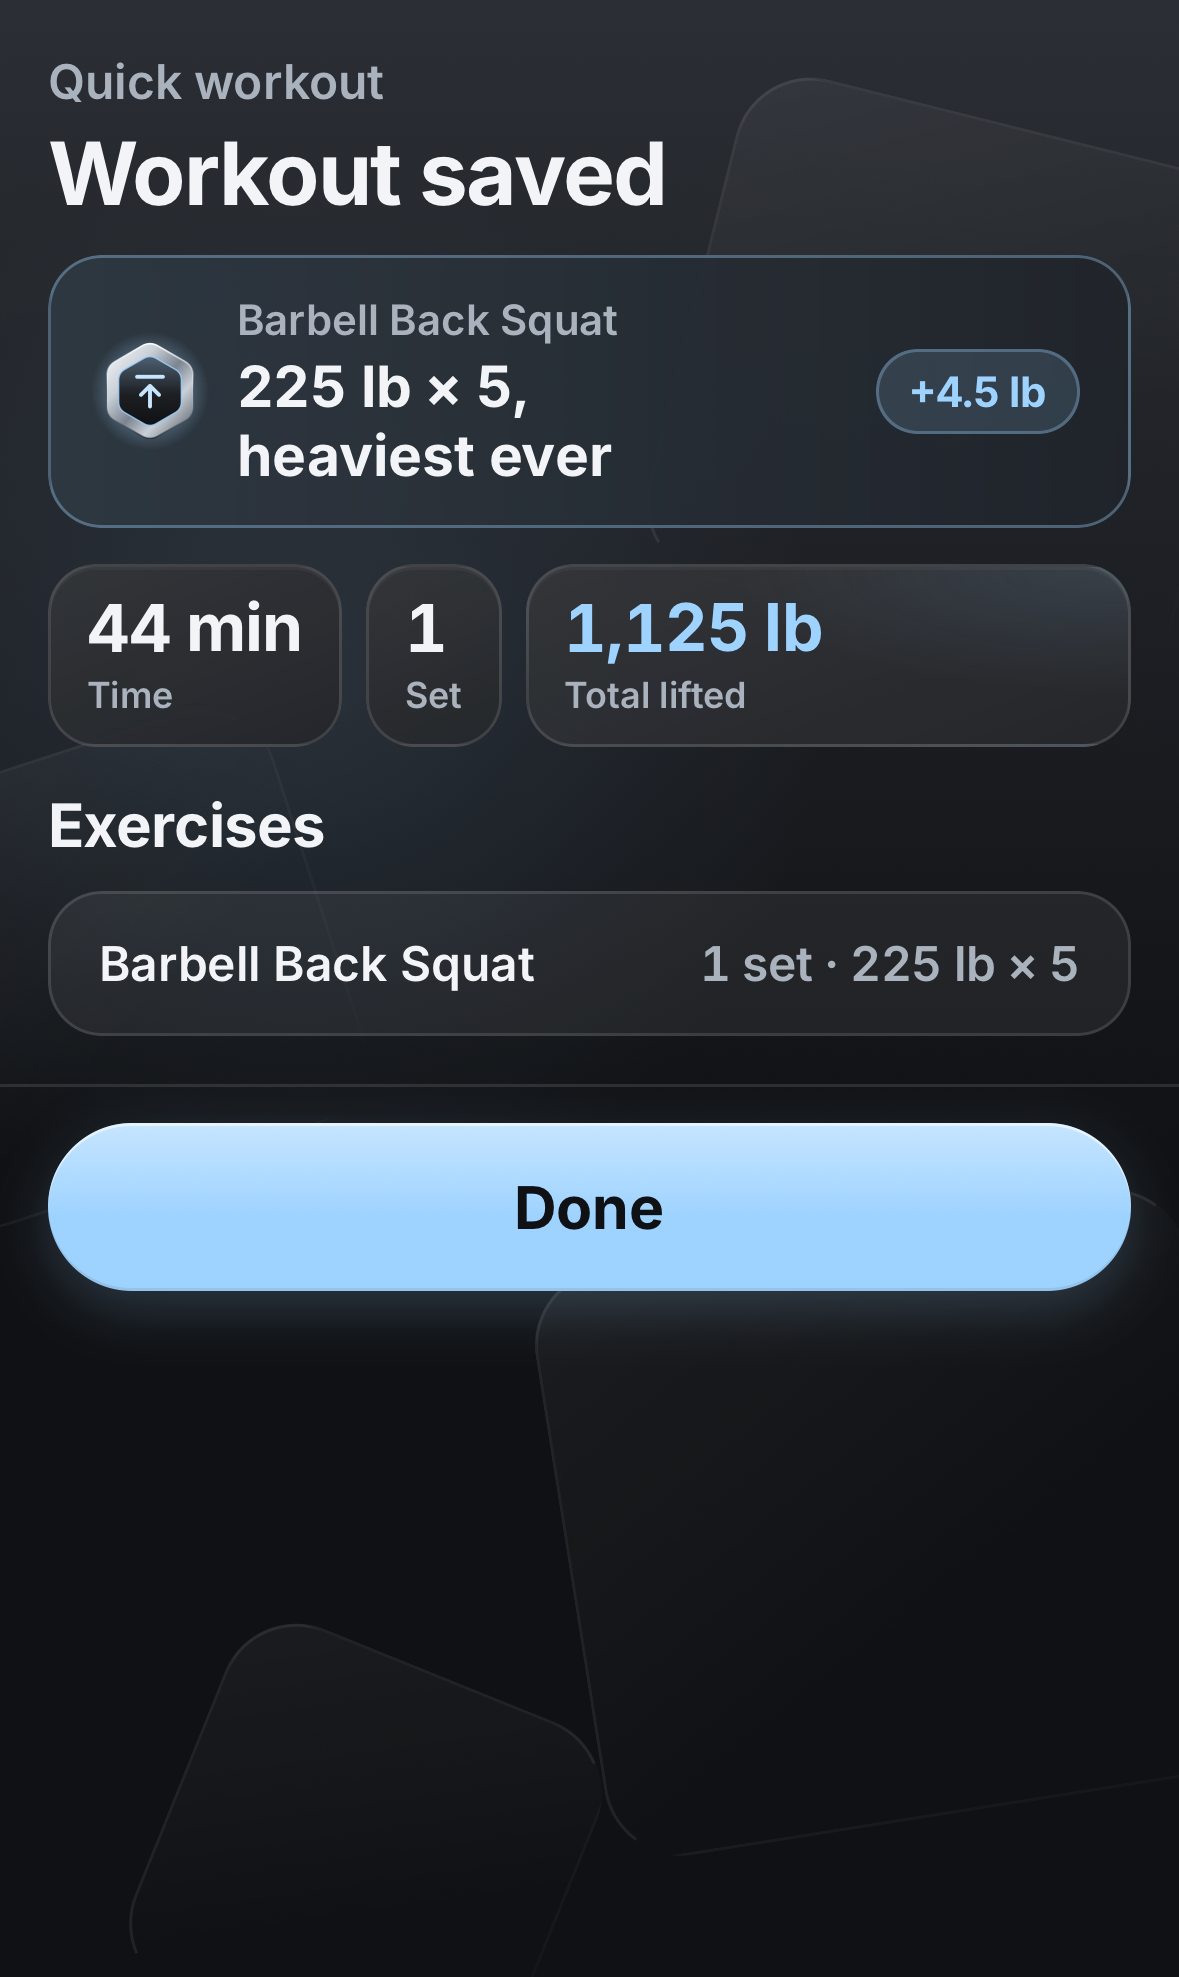 Quick workout
Workout saved
Barbell Back Squat
225 lb × 5,
heaviest ever
+4.5 lb
44 min
Time
1
Set
1,125 lb
Total lifted
Exercises
Barbell Back Squat
1 set · 225 lb × 5
Done